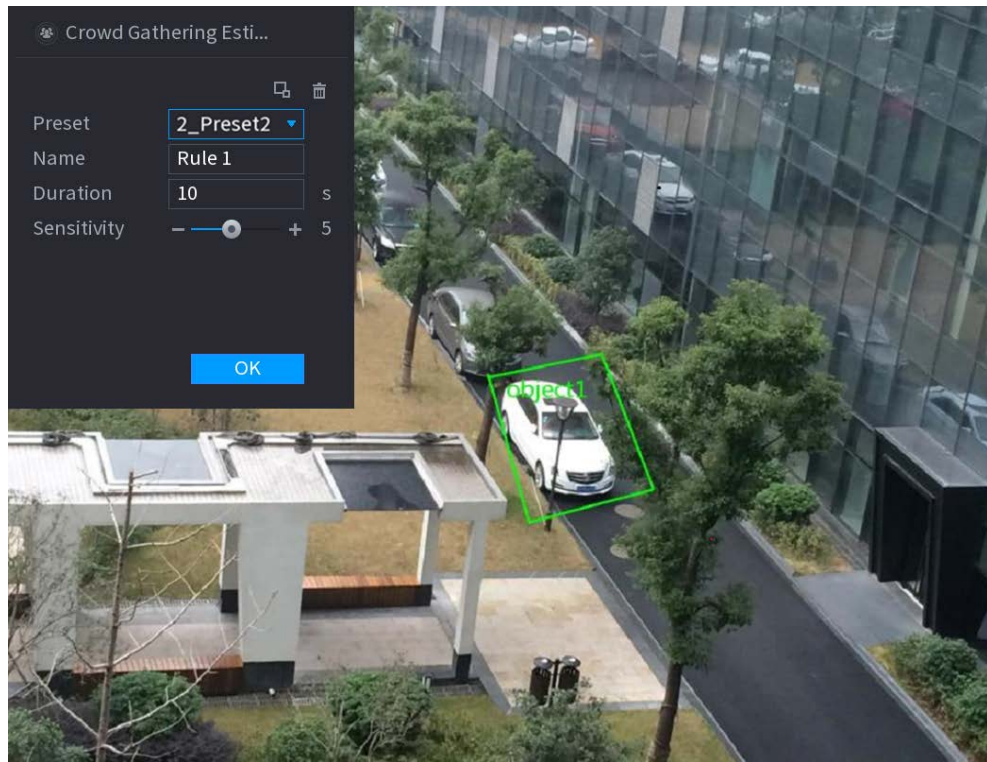 Crowd Gathering Esti...
Preset 2_Preset2
Name Rule 1
Duration 10 s
Sensitivity 5
OK
object1